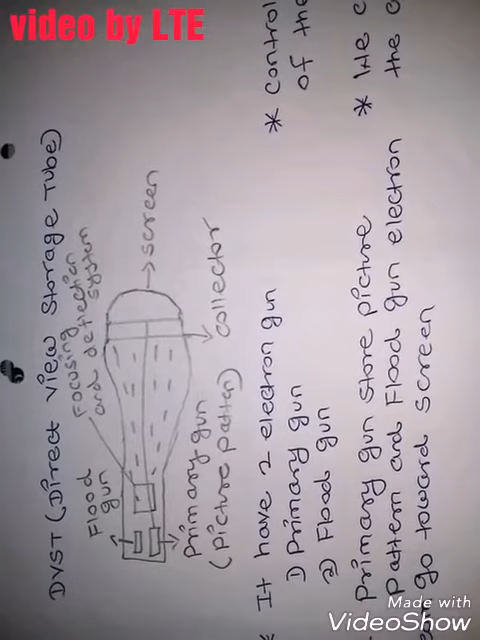 video by LTE
DVST (Direct view Storage Tube)
Focusing
and deflection
system
Flood
gun
screen
collector
primary gun
(picture patten)
* It have 2 electron gun
1) primary gun
2) Flood gun
primary gun store picture
pattern and Flood gun electron
go toward screen
* control
of the
* He
the
Made with
VideoShow